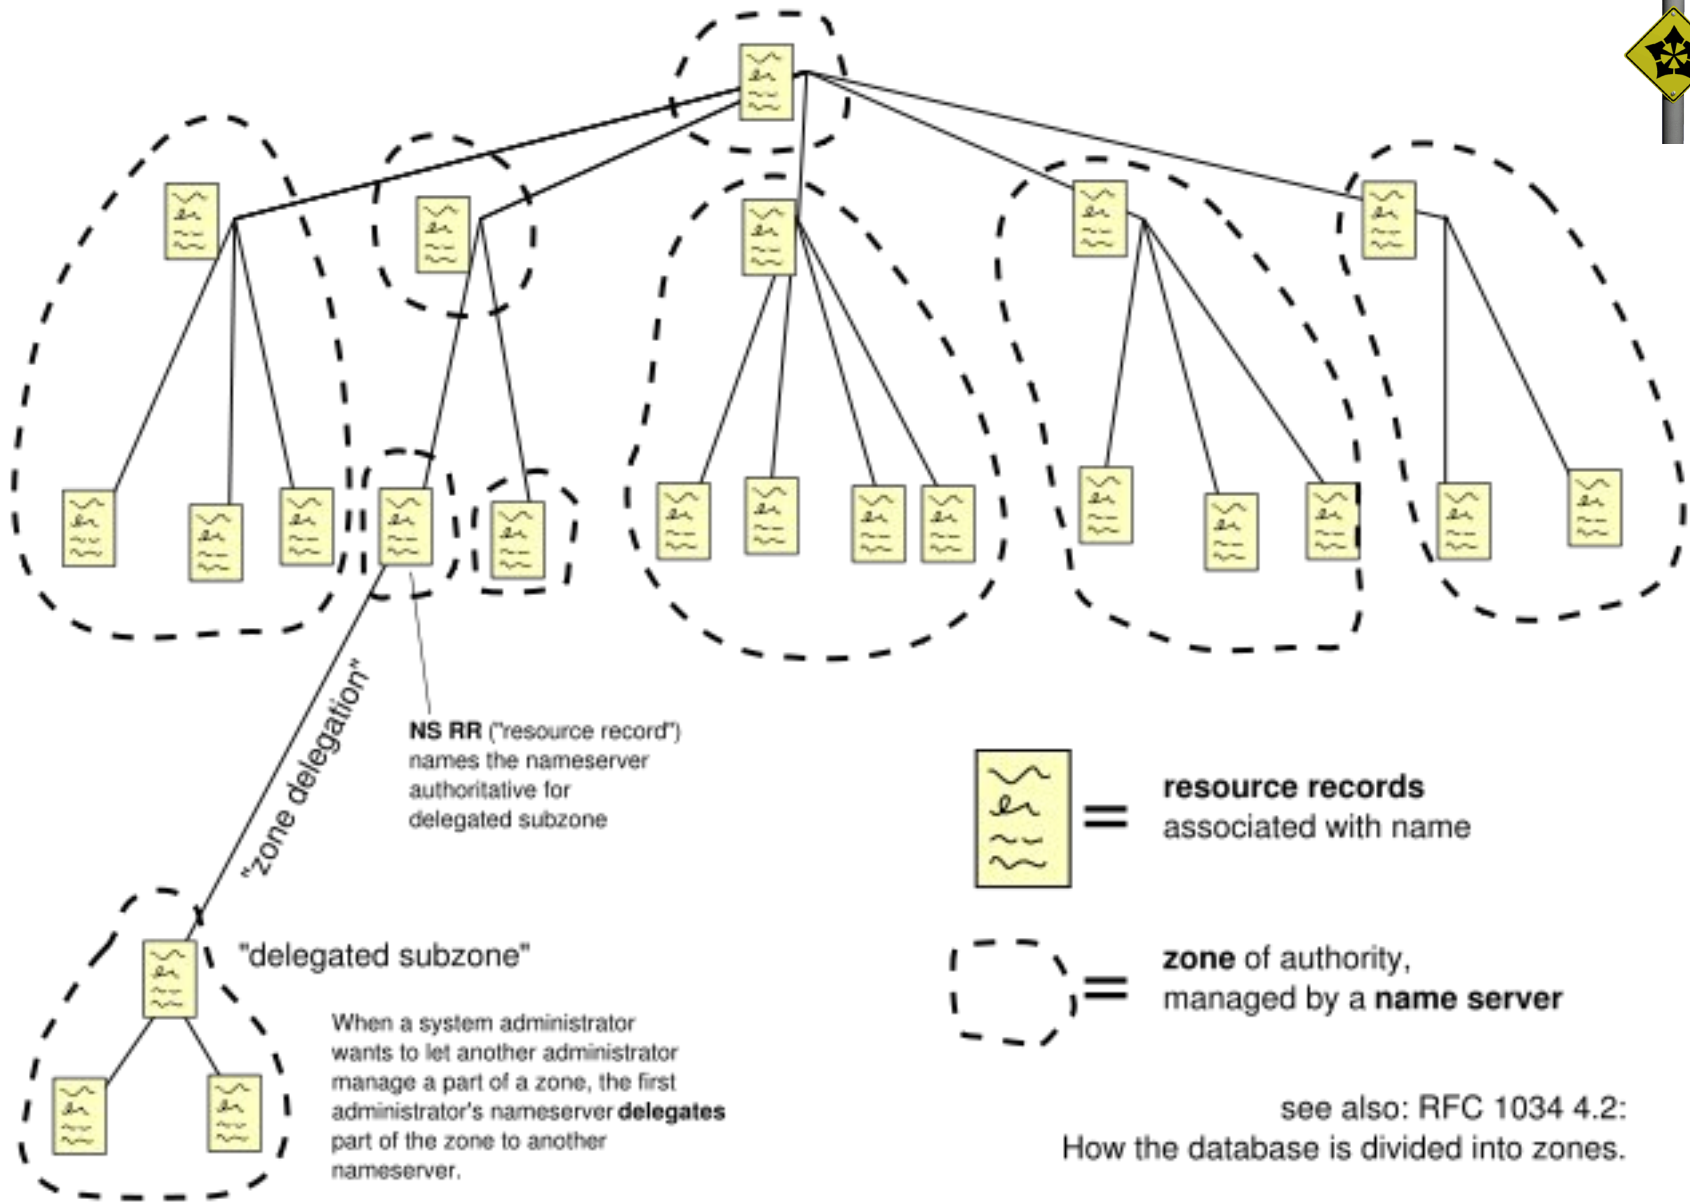 "zone delegation"
NS RR ("resource record")
names the nameserver
authoritative for
delegated subzone
resource records
associated with name
"delegated subzone"
zone of authority,
managed by a name server
When a system administrator
wants to let another administrator
manage a part of a zone, the first
administrator's nameserver delegates
part of the zone to another
nameserver.
see also: RFC 1034 4.2:
How the database is divided into zones.